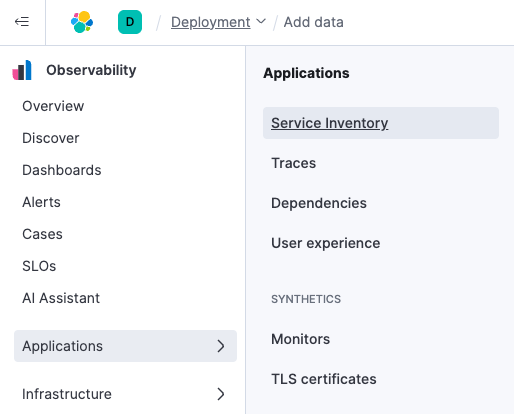 D / Deployment / Add data
Observability
Overview
Discover
Dashboards
Alerts
Cases
SLOs
AI Assistant
Applications
Infrastructure
Applications
Service Inventory
Traces
Dependencies
User experience
SYNTHETICS
Monitors
TLS certificates